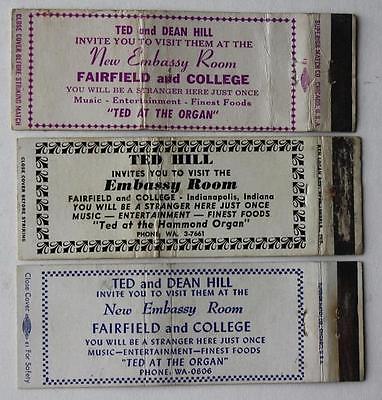 CLOSE COVER BEFORE STRIKING MATCH
TED and DEAN HILL
INVITE YOU TO VISIT THEM AT THE
New Embassy Room
FAIRFIELD and COLLEGE
YOU WILL BE A STRANGER HERE JUST ONCE
Music - Entertainment - Finest Foods
"TED AT THE ORGAN"
SUPERIOR MATCH CO. CHICAGO, U.S.A.
CLOSE COVER BEFORE STRIKING
TED HILL
INVITES YOU TO VISIT THE
Embassy Room
FAIRFIELD and COLLEGE - Indianapolis, Indiana
YOU WILL BE A STRANGER HERE JUST ONCE
MUSIC — ENTERTAINMENT — FINEST FOODS
"Ted at the Hammond Organ"
PHONE: WA. 3-7661
Close Cover For Safety
TED and DEAN HILL
INVITE YOU TO VISIT THEM AT THE
New Embassy Room
FAIRFIELD and COLLEGE
YOU WILL BE A STRANGER HERE JUST ONCE
MUSIC—ENTERTAINMENT—FINEST FOODS
"TED AT THE ORGAN"
PHONE: WA-0806